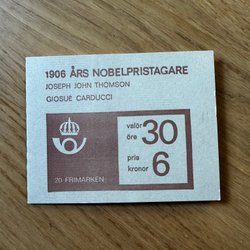 1906 ÅRS NOBELPRISTAGARE
JOSEPH JOHN THOMSON
GIOSUE CARDUCCI
valör
öre 30
pris
kronor 6
20 FRIMÄRKEN